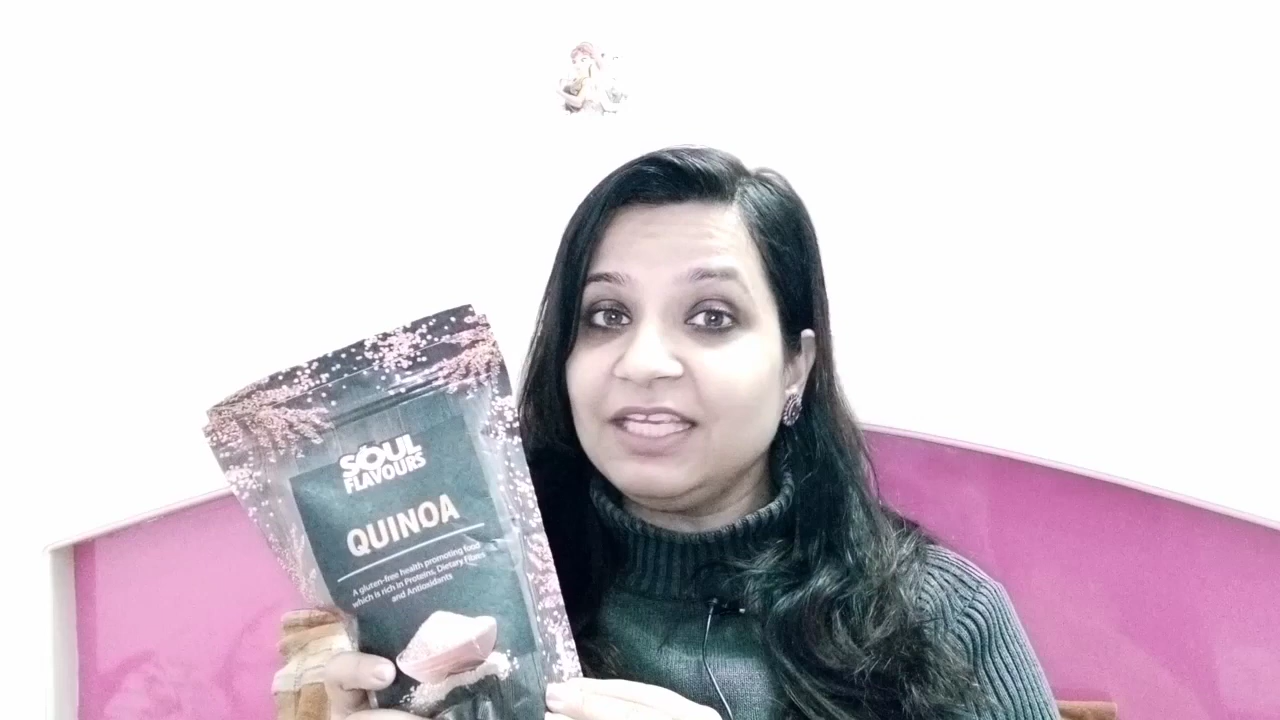 SOUL
FLAVOURS
QUINOA
A gluten-free health promoting food
which is rich in Proteins, Dietary Fibres
and Antioxidants